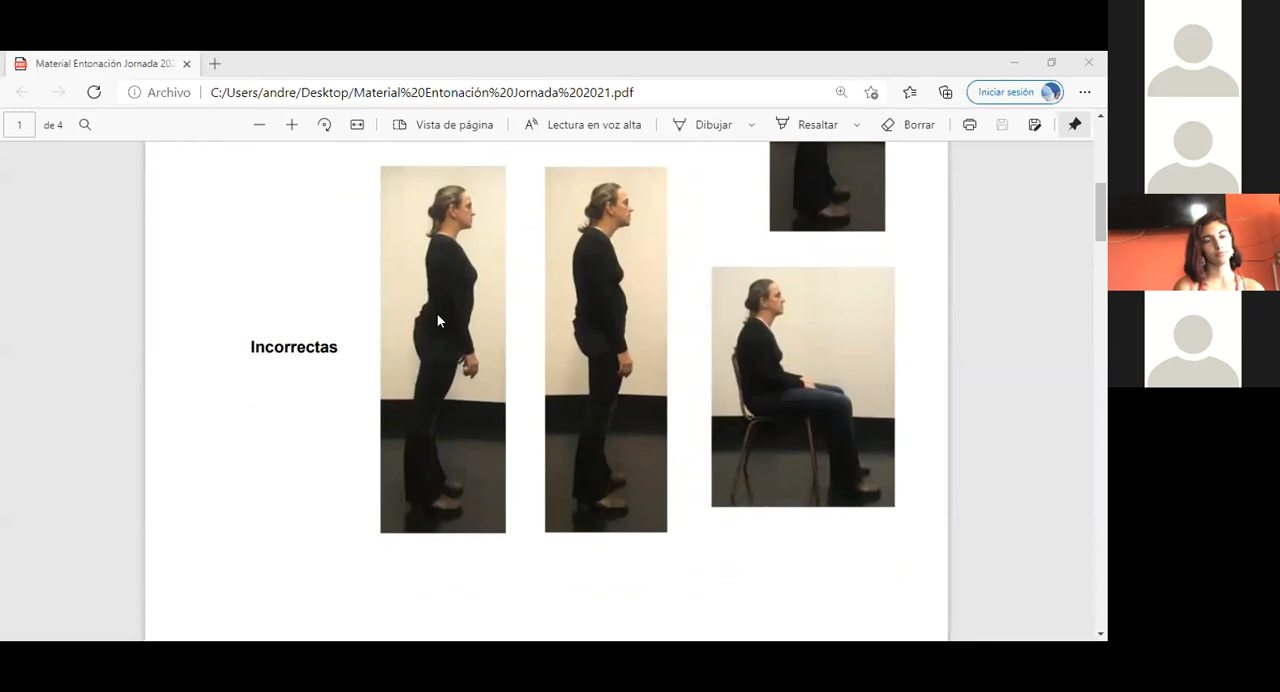 Material Entonación Jornada 202
Archivo
C:/Users/andre/Desktop/Material%20Entonación%20Jornada%202021.pdf
Iniciar sesión
1
de 4
Vista de página
Lectura en voz alta
Dibujar
Resaltar
Borrar
Incorrectas